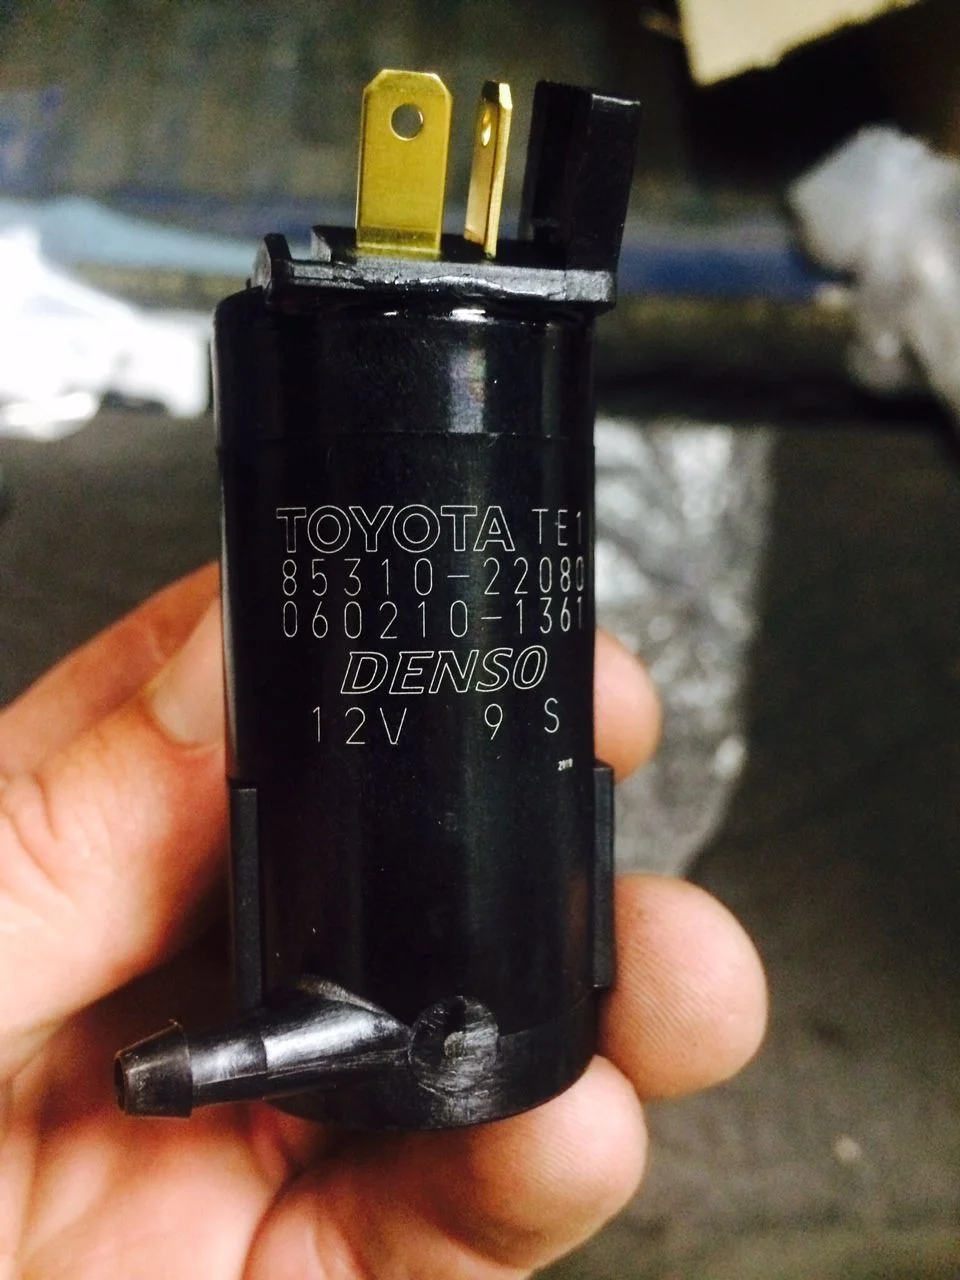 TOYOTA TE1
85310-22080
060210-1361
DENSO
12V 9 S